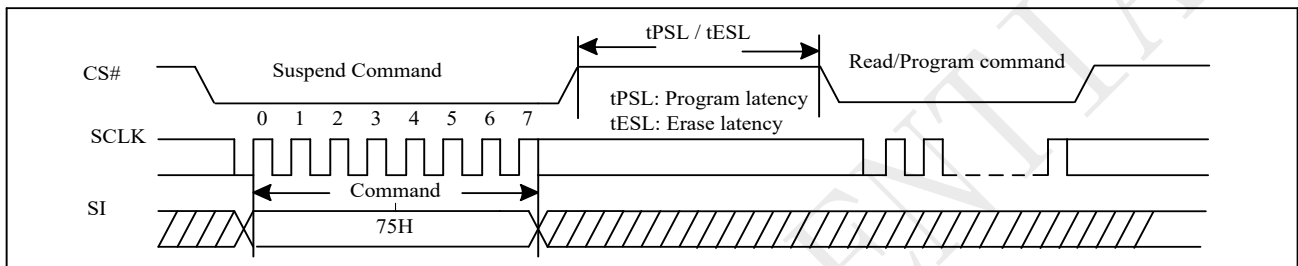 tPSL / tESL
CS#
Suspend Command
Read/Program command
tPSL: Program latency
tESL: Erase latency
0 1 2 3 4 5 6 7
SCLK
Command
SI
75H